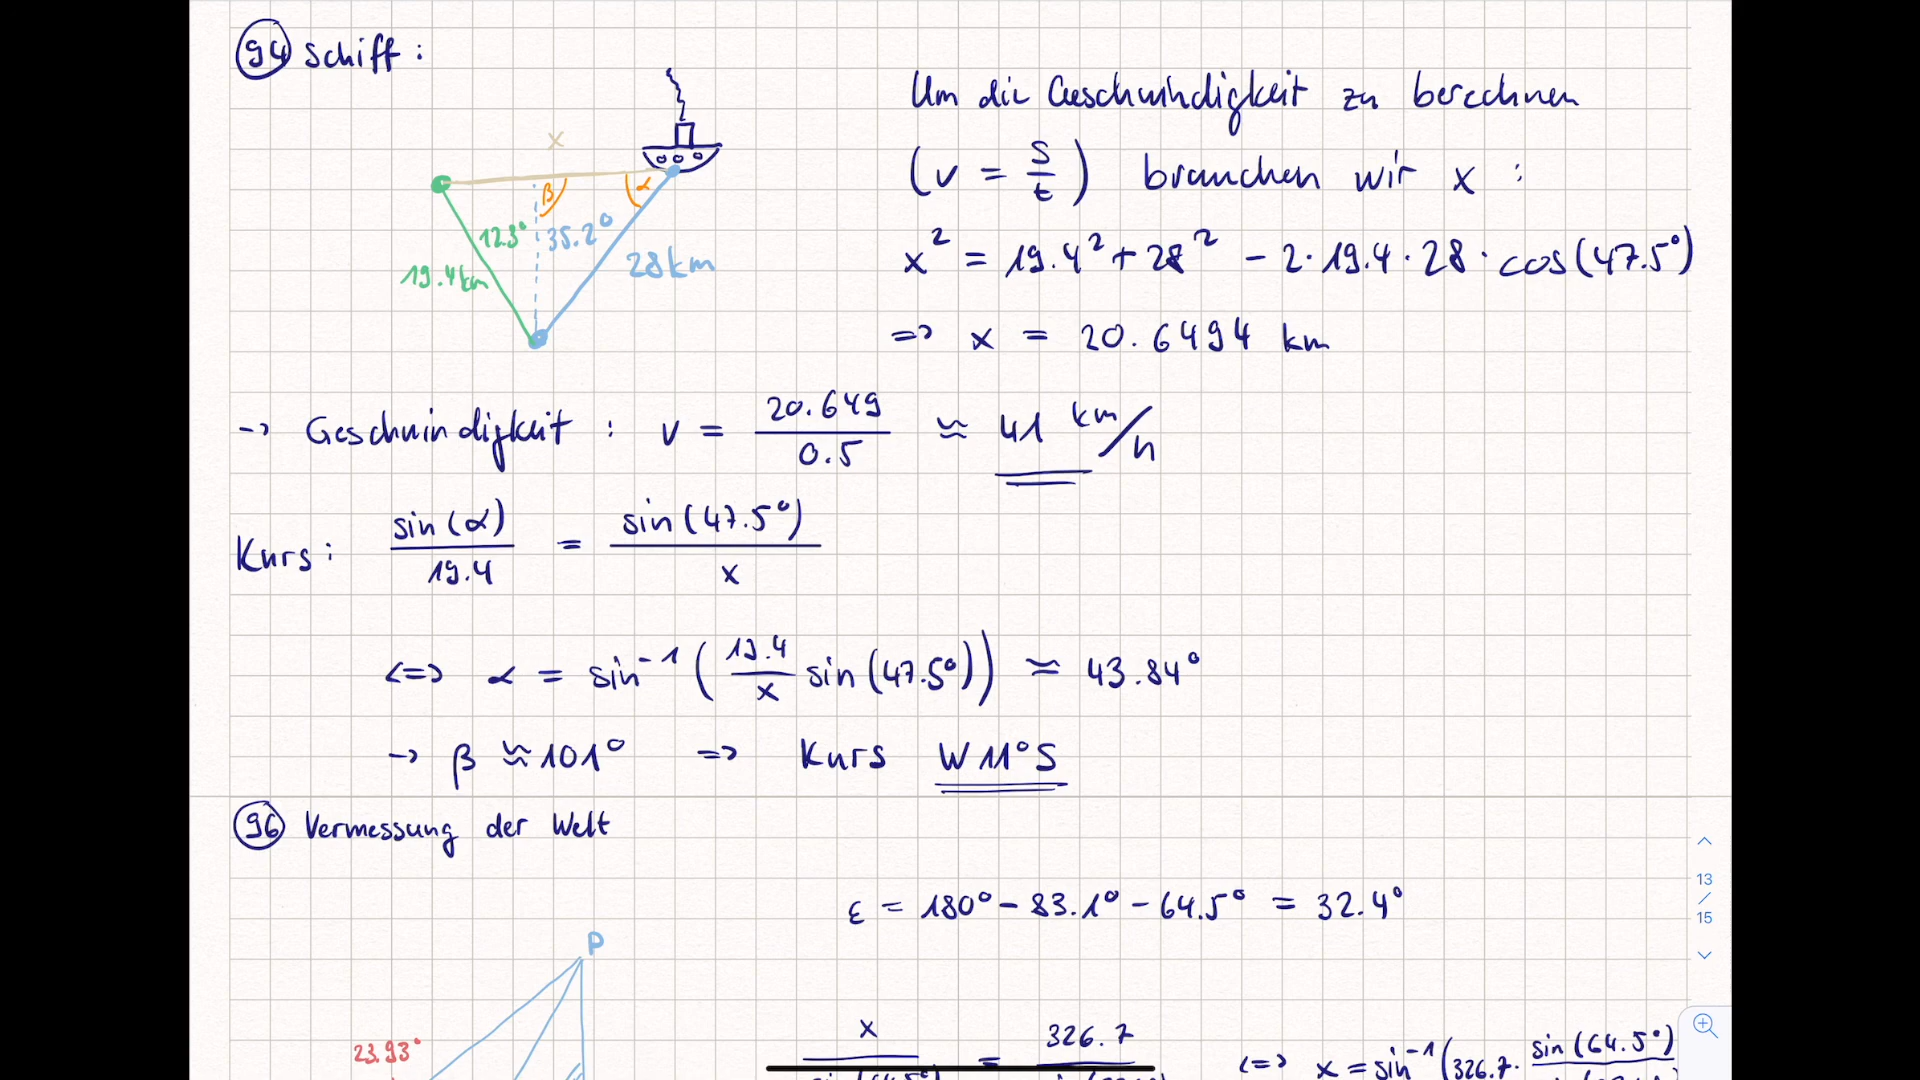 94 Schiff :
Um die Geschwindigkeit zu berechnen
(v = s/t) brauchen wir x :
x
β
α
12.3°
35.2°
19.4km
28km
x² = 19.4² + 28² - 2·19.4·28·cos(47.5°)
=> x = 20.6494 km
-> Geschwindigkeit : v = 20.649/0.5 ≈ 41 km/h
Kurs : sin(α)/19.4 = sin(47.5°)/x
<=> α = sin⁻¹(19.4/x sin(47.5°)) ≈ 43.84°
-> β ≈ 101° => Kurs W11°S
96 Vermessung der Welt
ε = 180° - 83.1° - 64.5° = 32.4°
P
23.93°
x = 326.7
<=> x = sin⁻¹(326.7· sin(64.5°)
13
/
15